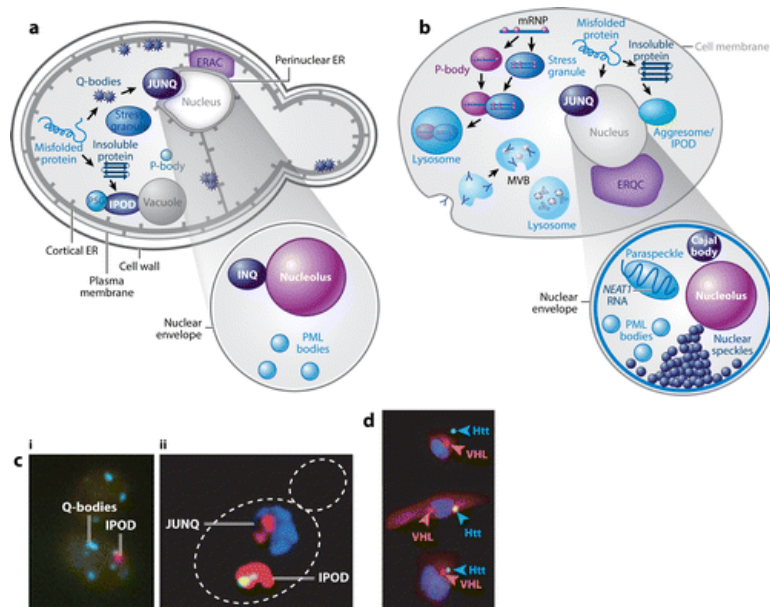 a
ERAC
Perinuclear ER
Q-bodies
JUNQ
Nucleus
Stress
granule
Misfolded
protein
Insoluble
protein
P-body
IPOD
Vacuole
Cortical ER
Plasma
membrane
Cell wall
INQ
Nucleolus
Nuclear
envelope
PML
bodies
b
mRNP
Misfolded
protein
Insoluble
protein
Cell membrane
P-body
Stress
granule
JUNQ
Nucleus
Aggresome/
IPOD
Lysosome
MVB
ERQC
Lysosome
Cajal
body
Paraspeckle
NEAT1
RNA
Nucleolus
Nuclear
envelope
PML
bodies
Nuclear
speckles
c
i
Q-bodies
IPOD
ii
JUNQ
IPOD
d
Htt
VHL
VHL
Htt
Htt
VHL